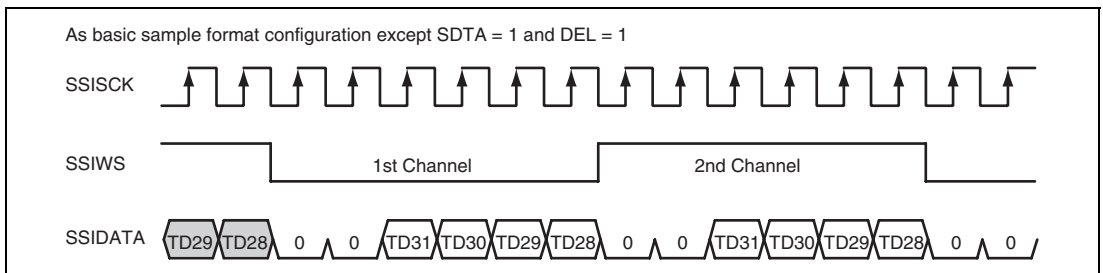 As basic sample format configuration except SDTA = 1 and DEL = 1
SSISCK
SSIWS 1st Channel 2nd Channel
SSIDATA TD29 TD28 0 0 TD31 TD30 TD29 TD28 0 0 TD31 TD30 TD29 TD28 0 0